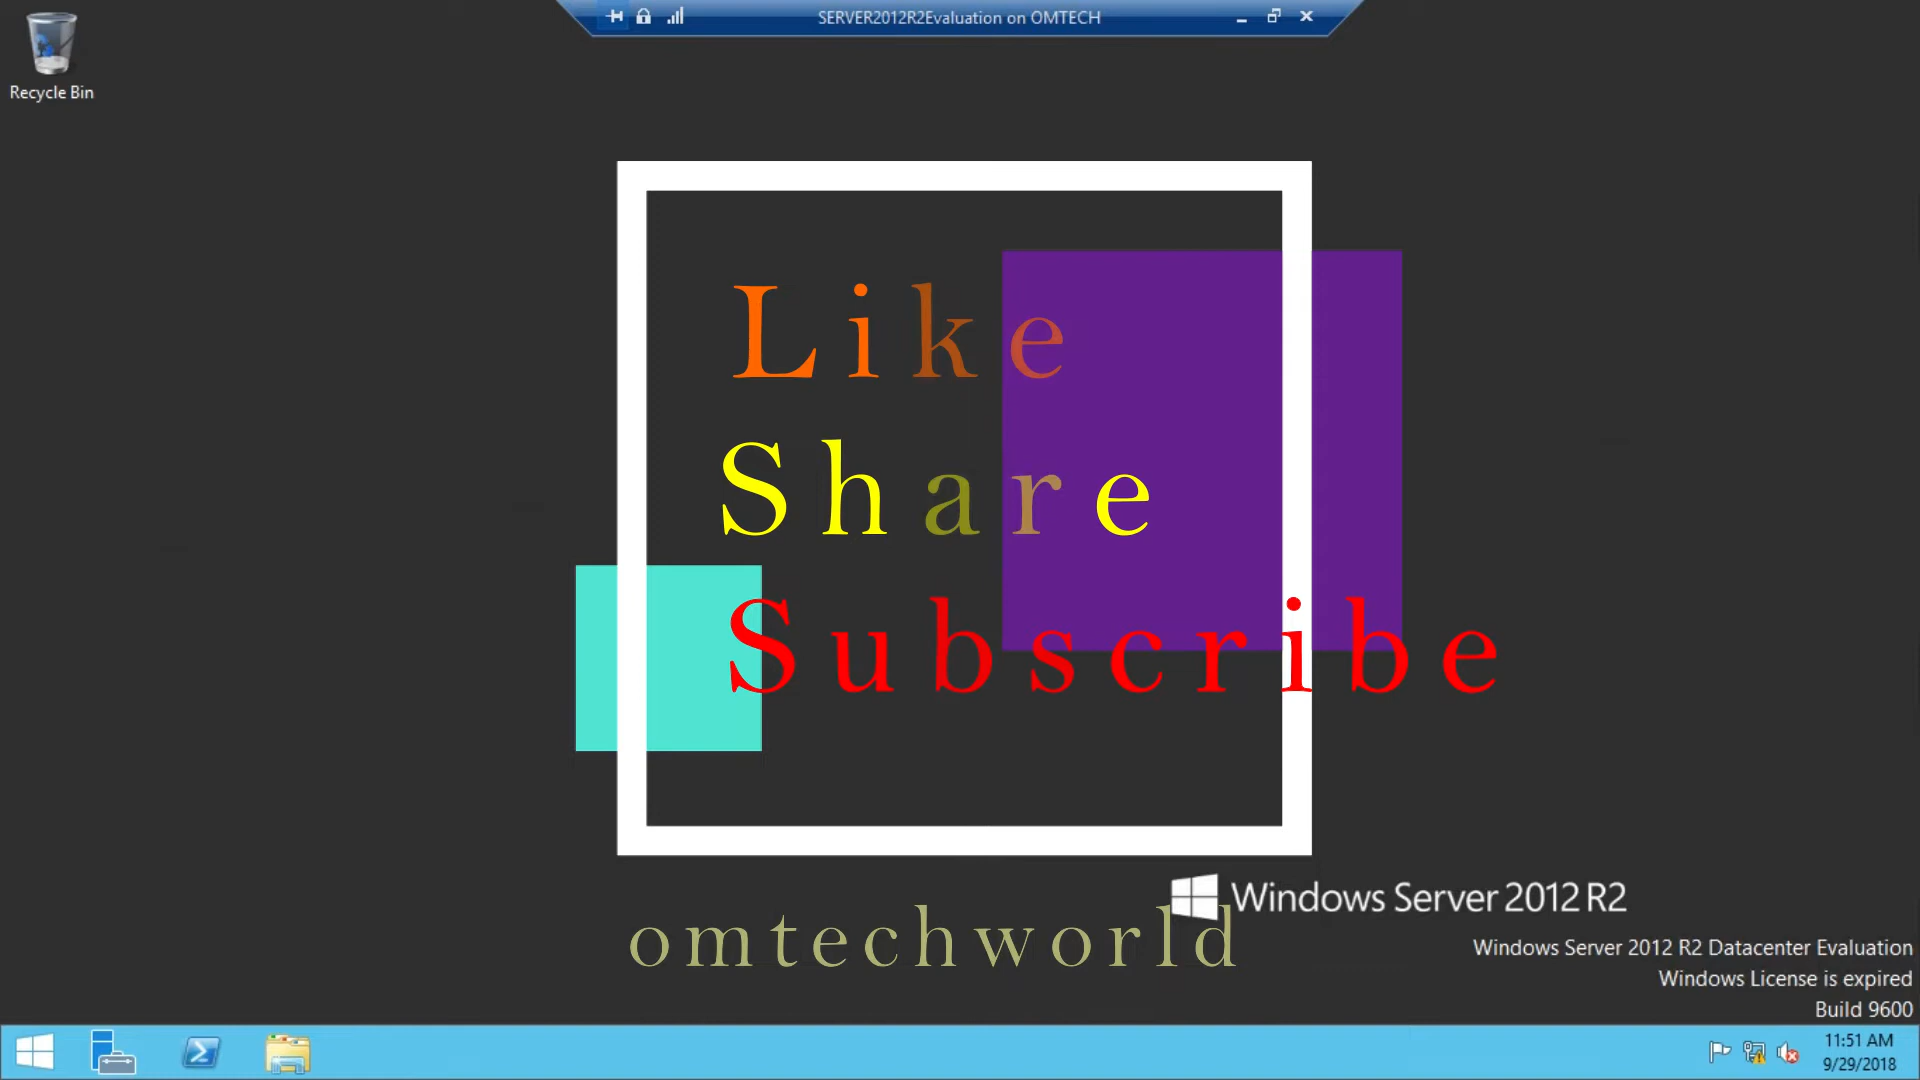 SERVER2012R2Evaluation on OMTECH
Recycle Bin
Like
Share
Subscribe
omtechworld
Windows Server 2012 R2
Windows Server 2012 R2 Datacenter Evaluation
Windows License is expired
Build 9600
11:51 AM
9/29/2018